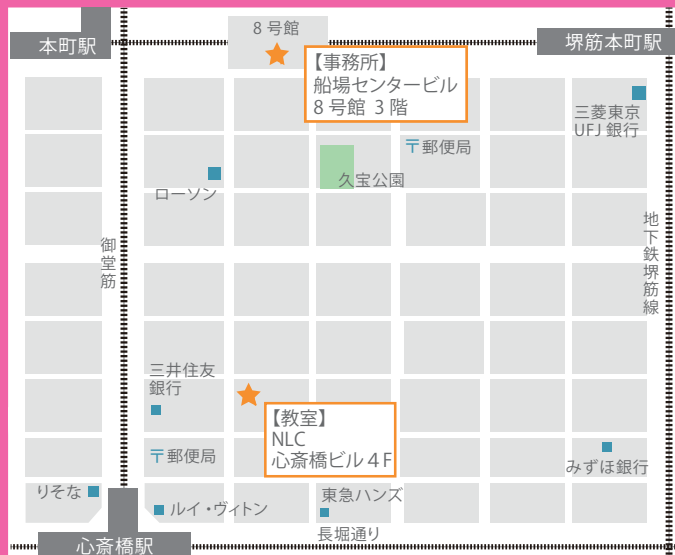 8 号館
本町駅
堺筋本町駅
【事務所】
船場センタービル
8 号館 3 階
三菱東京
UFJ 銀行
〒郵便局
久宝公園
ローソン
御堂筋
地下鉄堺筋線
三井住友
銀行
【教室】
NLC
心斎橋ビル 4 F
〒郵便局
みずほ銀行
りそな
東急ハンズ
ルイ・ヴィトン
長堀通り
心斎橋駅